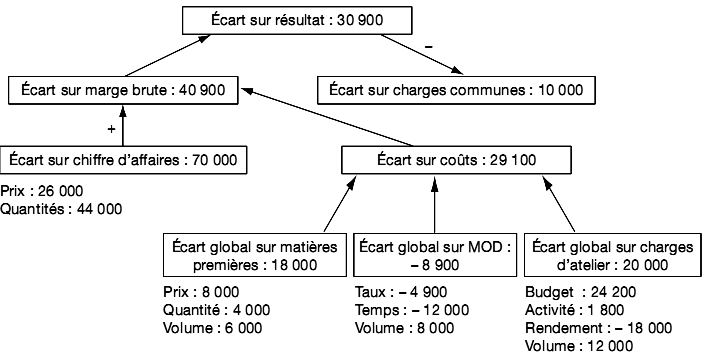 Écart sur résultat : 30 900
–
Écart sur marge brute : 40 900
Écart sur charges communes : 10 000
+
Écart sur chiffre d'affaires : 70 000
Écart sur coûts : 29 100
Prix : 26 000
Quantités : 44 000
Écart global sur matières
premières : 18 000
Écart global sur MOD :
– 8 900
Écart global sur charges
d'atelier : 20 000
Prix : 8 000
Quantité : 4 000
Volume : 6 000
Taux : – 4 900
Temps : – 12 000
Volume : 8 000
Budget : 24 200
Activité : 1 800
Rendement : – 18 000
Volume : 12 000